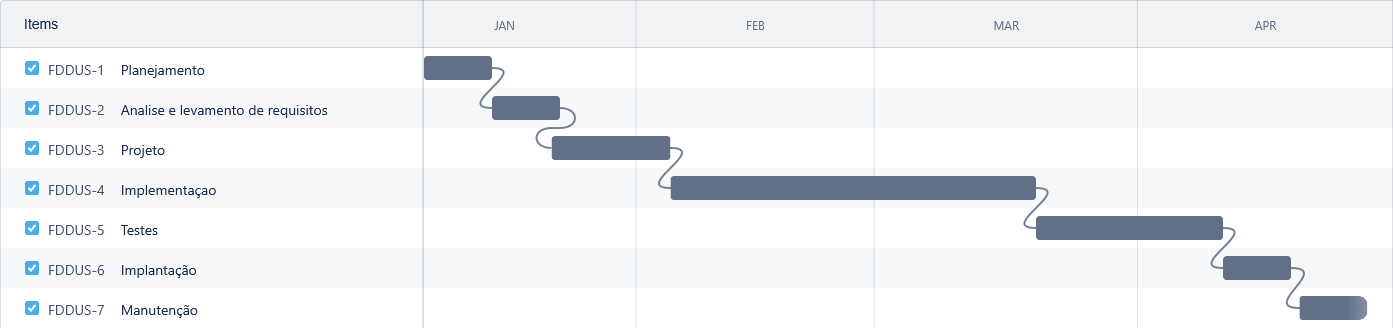 Items JAN FEB MAR APR
FDDUS-1 Planejamento
FDDUS-2 Analise e levamento de requisitos
FDDUS-3 Projeto
FDDUS-4 Implementaçao
FDDUS-5 Testes
FDDUS-6 Implantação
FDDUS-7 Manutenção